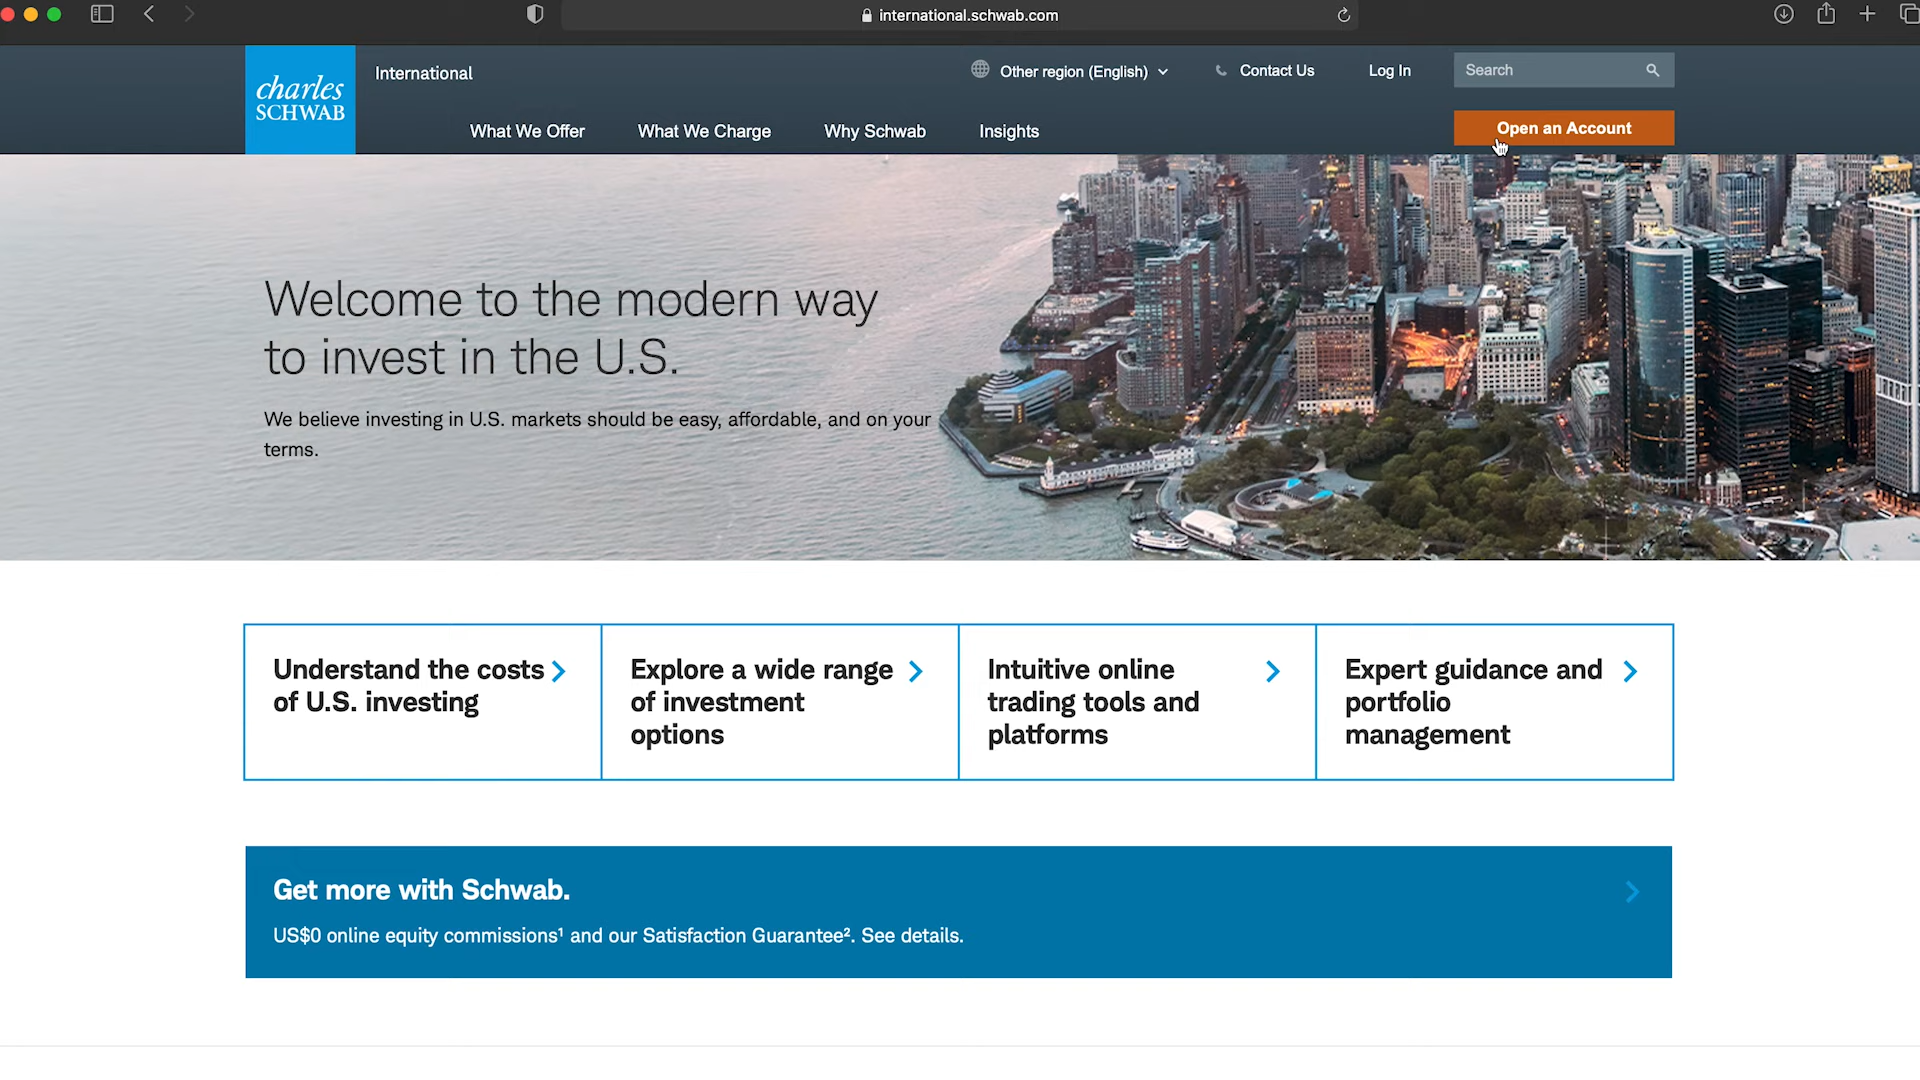 international.schwab.com
charles
SCHWAB
International
Other region (English)
Contact Us
Log In
Search
What We Offer
What We Charge
Why Schwab
Insights
Open an Account
Welcome to the modern way
to invest in the U.S.
We believe investing in U.S. markets should be easy, affordable, and on your
terms.
Understand the costs
of U.S. investing
Explore a wide range
of investment
options
Intuitive online
trading tools and
platforms
Expert guidance and
portfolio
management
Get more with Schwab.
US$0 online equity commissions¹ and our Satisfaction Guarantee². See details.